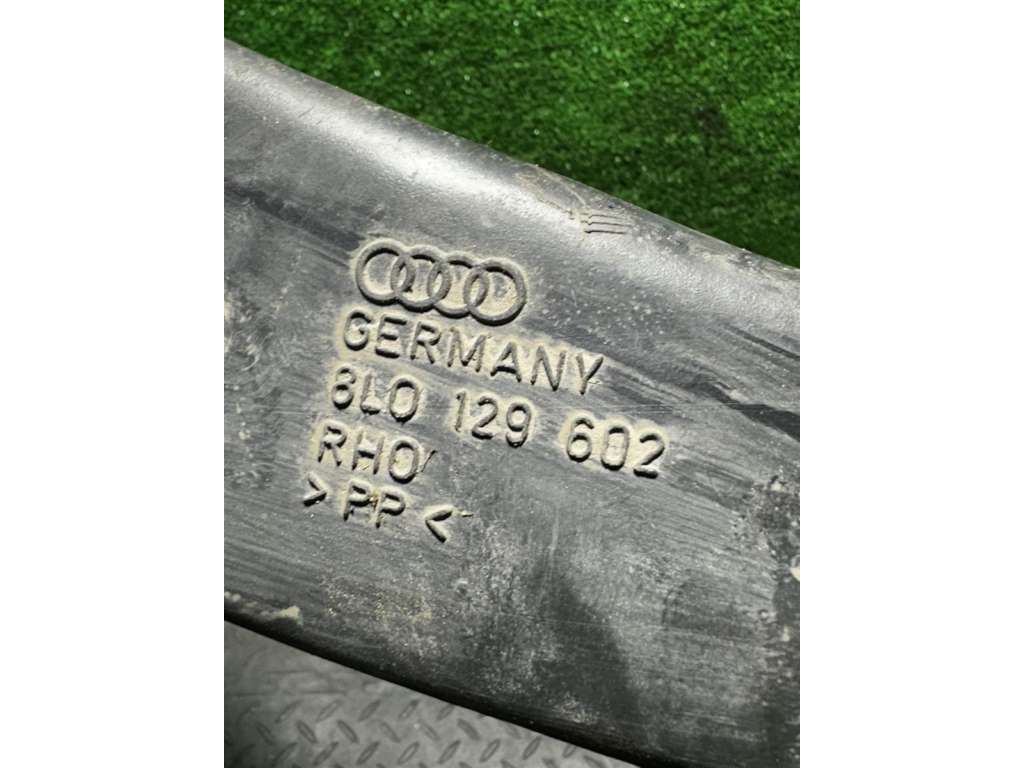 GERMANY
8L0 129 602
RHO
>PP<